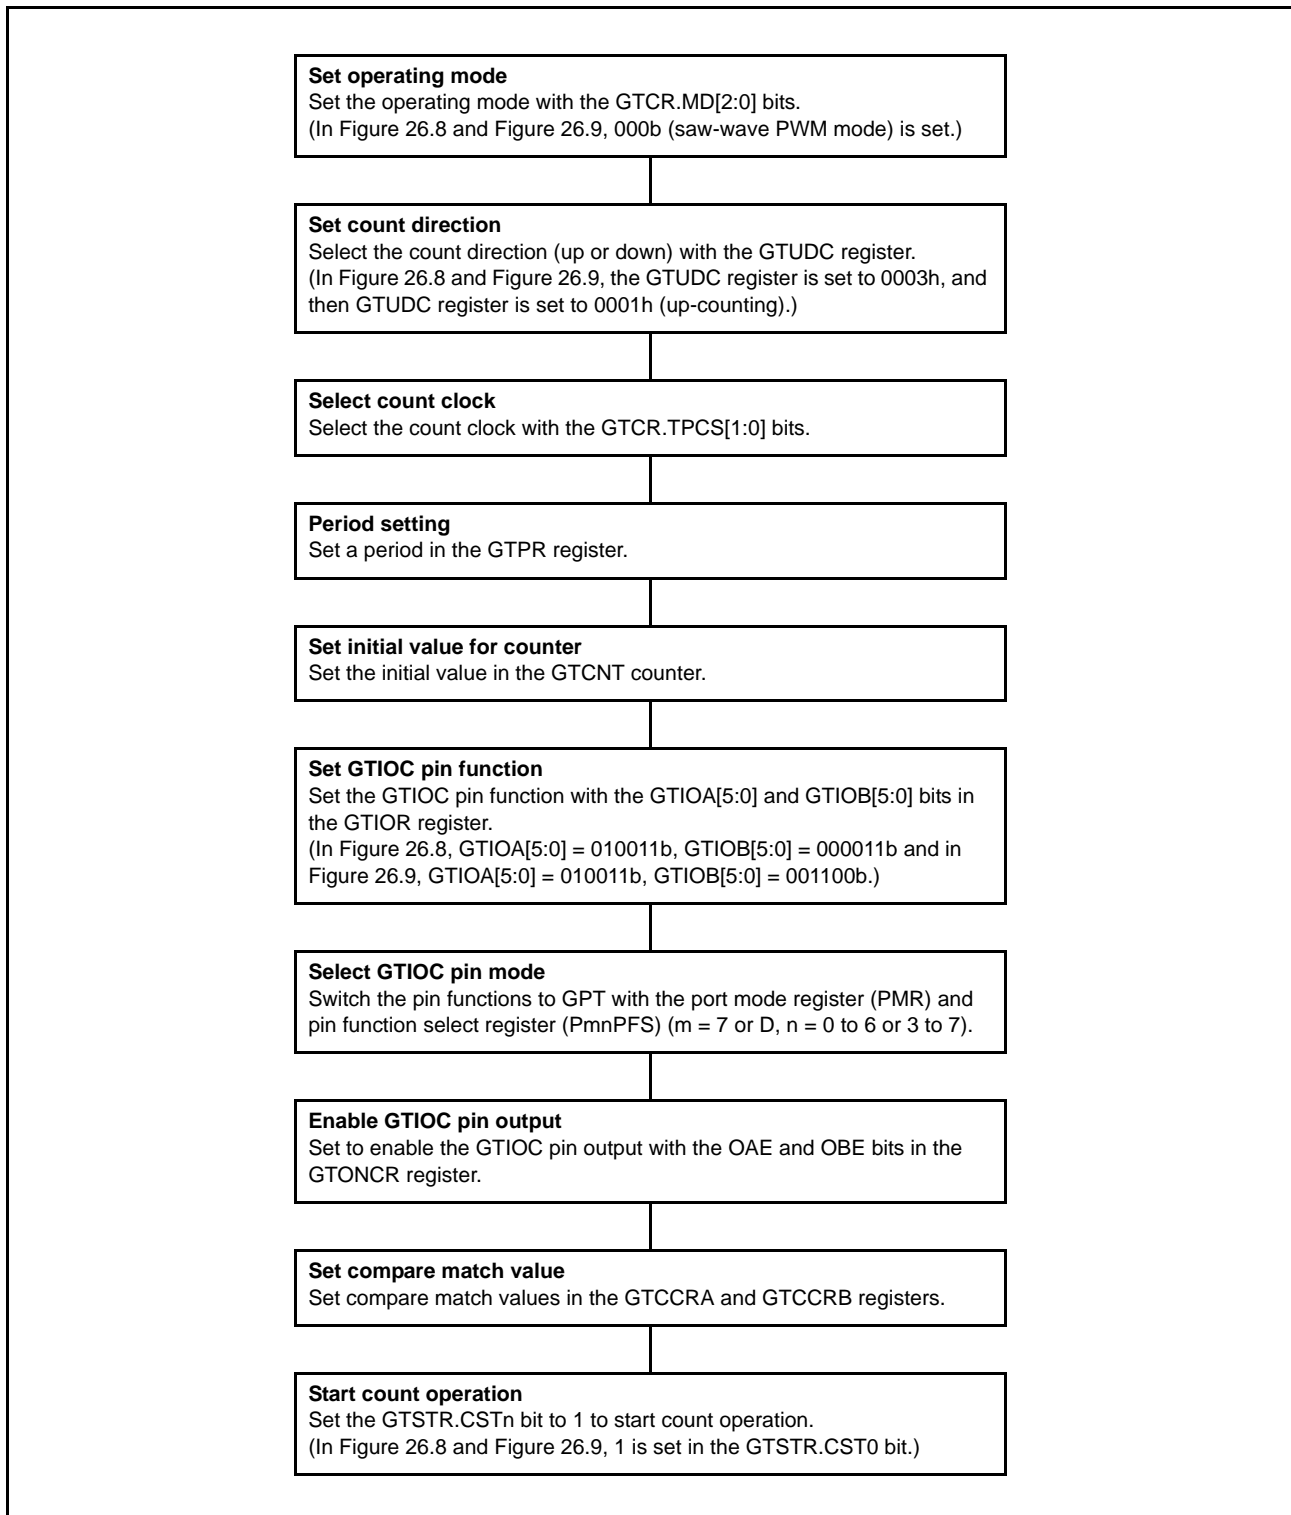 Set operating mode
Set the operating mode with the GTCR.MD[2:0] bits.
(In Figure 26.8 and Figure 26.9, 000b (saw-wave PWM mode) is set.)
Set count direction
Select the count direction (up or down) with the GTUDC register.
(In Figure 26.8 and Figure 26.9, the GTUDC register is set to 0003h, and
then GTUDC register is set to 0001h (up-counting).)
Select count clock
Select the count clock with the GTCR.TPCS[1:0] bits.
Period setting
Set a period in the GTPR register.
Set initial value for counter
Set the initial value in the GTCNT counter.
Set GTIOC pin function
Set the GTIOC pin function with the GTIOA[5:0] and GTIOB[5:0] bits in
the GTIOR register.
(In Figure 26.8, GTIOA[5:0] = 010011b, GTIOB[5:0] = 000011b and in
Figure 26.9, GTIOA[5:0] = 010011b, GTIOB[5:0] = 001100b.)
Select GTIOC pin mode
Switch the pin functions to GPT with the port mode register (PMR) and
pin function select register (PmnPFS) (m = 7 or D, n = 0 to 6 or 3 to 7).
Enable GTIOC pin output
Set to enable the GTIOC pin output with the OAE and OBE bits in the
GTONCR register.
Set compare match value
Set compare match values in the GTCCRA and GTCCRB registers.
Start count operation
Set the GTSTR.CSTn bit to 1 to start count operation.
(In Figure 26.8 and Figure 26.9, 1 is set in the GTSTR.CST0 bit.)